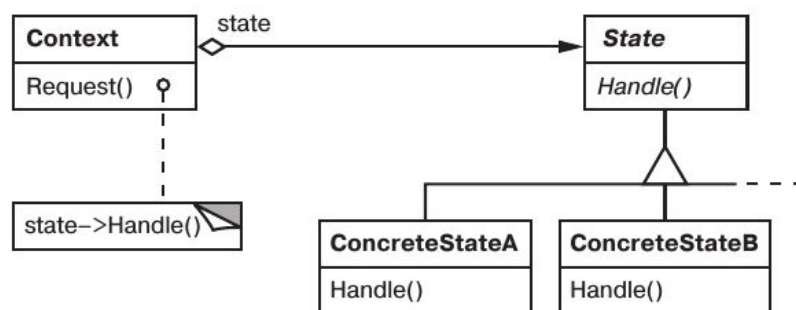 state
Context
State
Request()
Handle()
state->Handle()
ConcreteStateA
ConcreteStateB
Handle()
Handle()